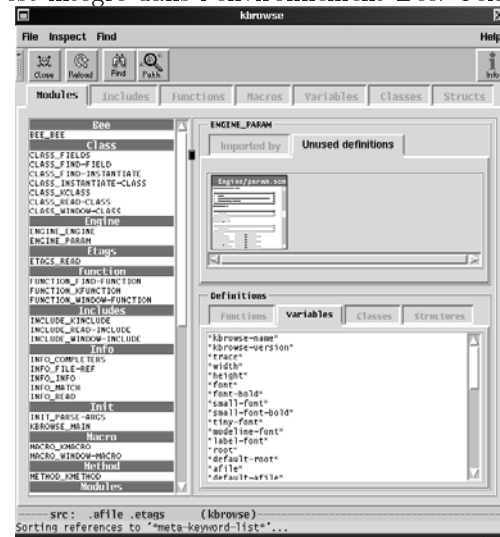 kbrowse
File Inspect Find Help
Close Reload Find Path Info
Modules Includes Functions Macros Variables Classes Structs
Bee
BEE_BEE
Class
CLASS_FIELDS
CLASS_FIND-FIELD
CLASS_FIND-INSTANTIATE
CLASS_INSTANTIATE-CLASS
CLASS_KCLASS
CLASS_READ-CLASS
CLASS_WINDOW-CLASS
Engine
ENGINE_ENGINE
ENGINE_PARAM
Etags
ETAGS_READ
Function
FUNCTION_FIND-FUNCTION
FUNCTION_KFUNCTION
FUNCTION_WINDOW-FUNCTION
Includes
INCLUDE_KINCLUDE
INCLUDE_READ-INCLUDE
INCLUDE_WINDOW-INCLUDE
Info
INFO_COMPLETERS
INFO_FILE-REF
INFO_INFO
INFO_MATCH
INFO_READ
Init
INIT_PARSE-ARGS
KBROWSE_MAIN
Macro
MACRO_KMACRO
MACRO_WINDOW-MACRO
Method
METHOD_KMETHOD
Modules
ENGINE_PARAM
Imported by Unused definitions
Engine/param.scm
Definitions
Functions Variables Classes Structures
*kbrowse-name*
*kbrowse-version*
*trace*
*width*
*height*
*font*
*font-bold*
*small-font*
*small-font-bold*
*tiny-font*
*modeline-font*
*label-font*
*root*
*default-root*
*afile*
*default-afile*
src: .afile .etags (kbrowse)
Sorting references to '*meta-keyword-list*'...